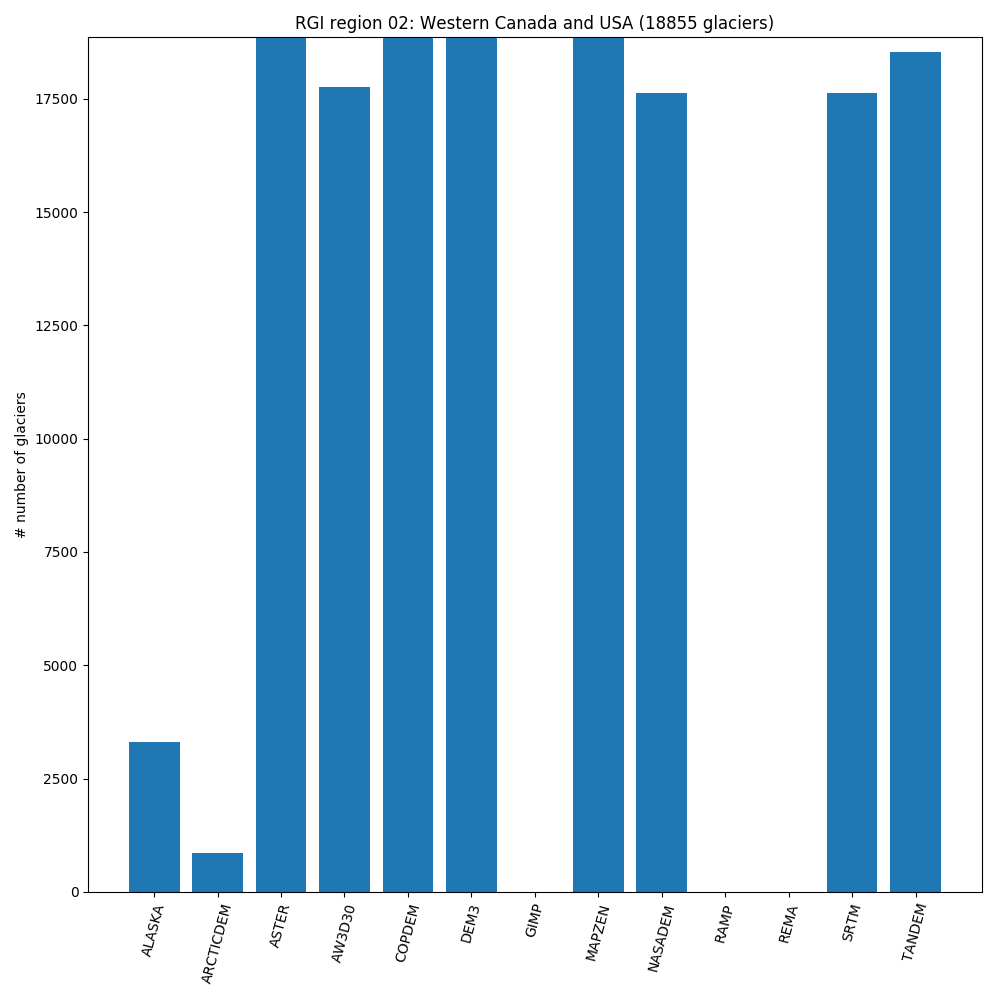 RGI region 02: Western Canada and USA (18855 glaciers)
# number of glaciers
17500
15000
12500
10000
7500
5000
2500
0
ALASKA
ARCTICDEM
ASTER
AW3D30
COPDEM
DEM3
GIMP
MAPZEN
NASADEM
RAMP
REMA
SRTM
TANDEM